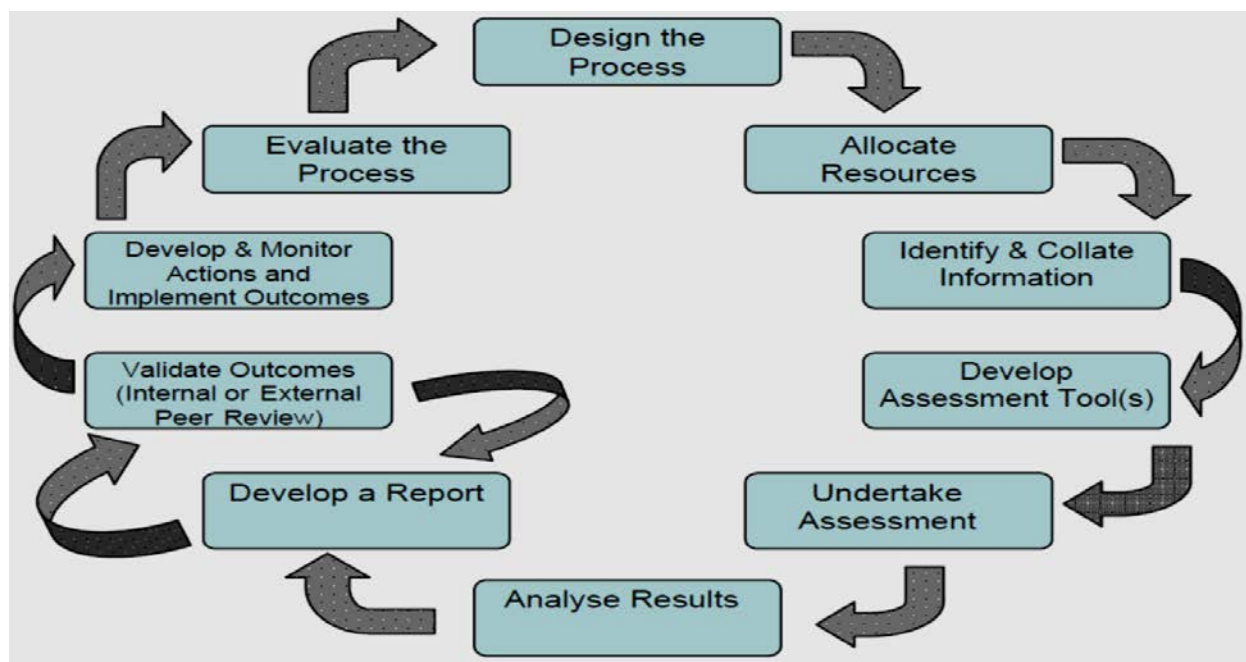 Design the
Process
Allocate
Resources
Identify & Collate
Information
Develop
Assessment Tool(s)
Undertake
Assessment
Analyse Results
Develop a Report
Validate Outcomes
(Internal or External
Peer Review)
Develop & Monitor
Actions and
Implement Outcomes
Evaluate the
Process